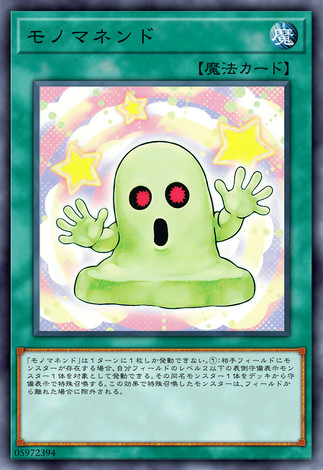 モノマネンド
魔
【魔法カード】
「モノマネンド」は1ターンに1枚しか発動できない。①:相手フィールドにモ
ンスターが存在する場合、自分フィールドのレベル2以下の表側守備表示モ
ンスター1体を対象として発動できる。その同名モンスター1体をデッキから守
備表示で特殊召喚する。この効果で特殊召喚したモンスターは、フィールドか
ら離れた場合に除外される。
05972394